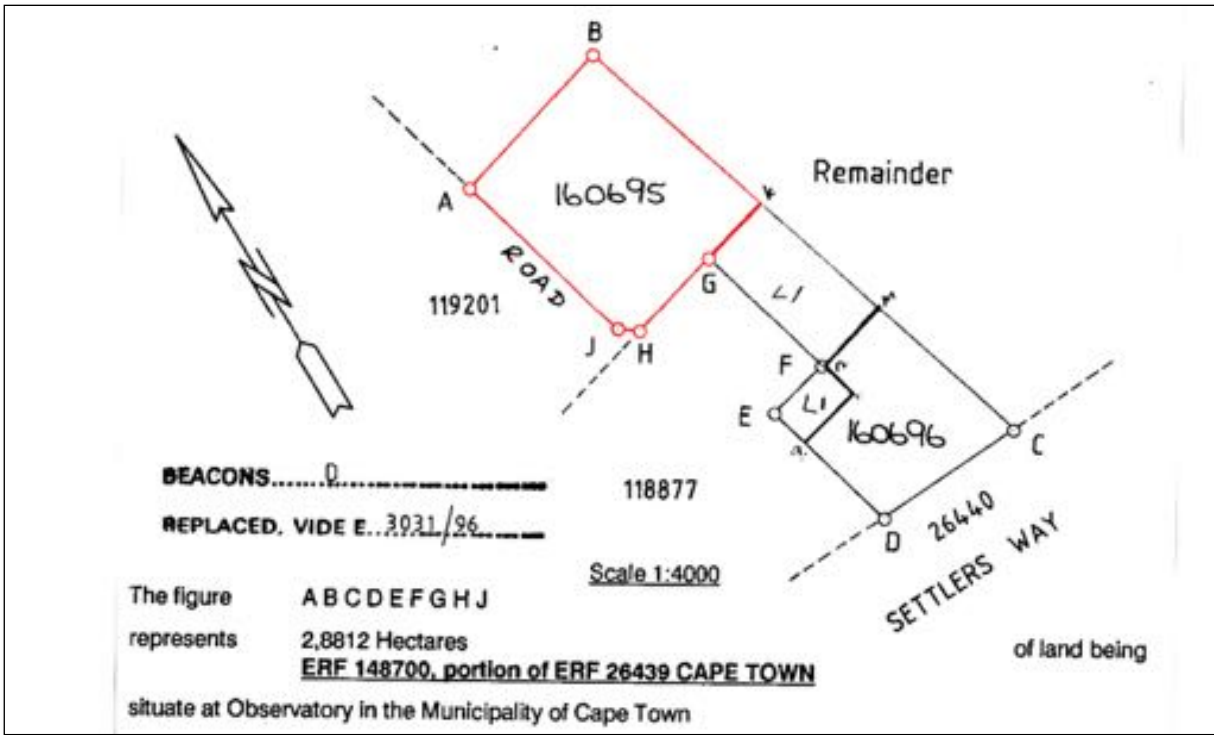 B
Remainder
160695
A
ROAD
G
L1
119201
J
H
F
E
L1
160696
C
BEACONS.......D
118877
D
26440
REPLACED. VIDE E..3031/96
SETTLERS WAY
Scale 1:4000
The figure A B C D E F G H J
represents 2,8812 Hectares of land being
ERF 148700, portion of ERF 26439 CAPE TOWN
situate at Observatory in the Municipality of Cape Town